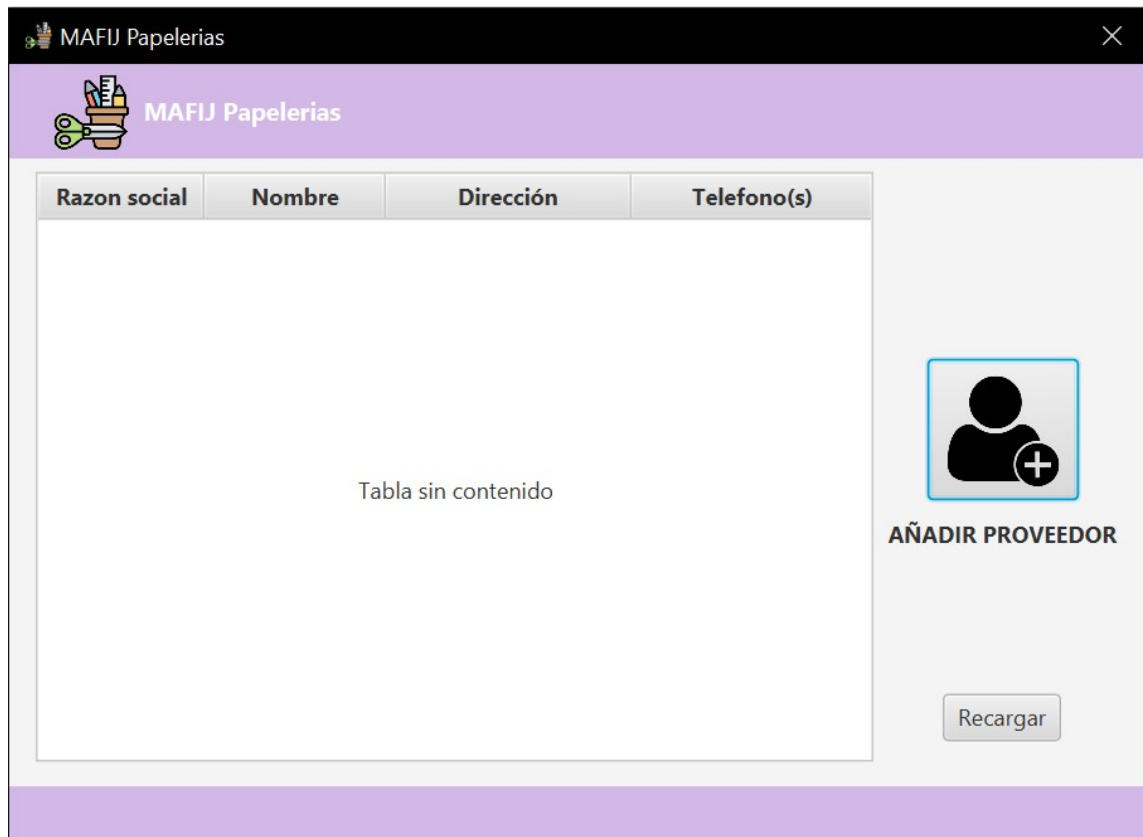 MAFIJ Papelerias
MAFIJ Papelerias
Razon social Nombre Dirección Telefono(s)
Tabla sin contenido
AÑADIR PROVEEDOR
Recargar